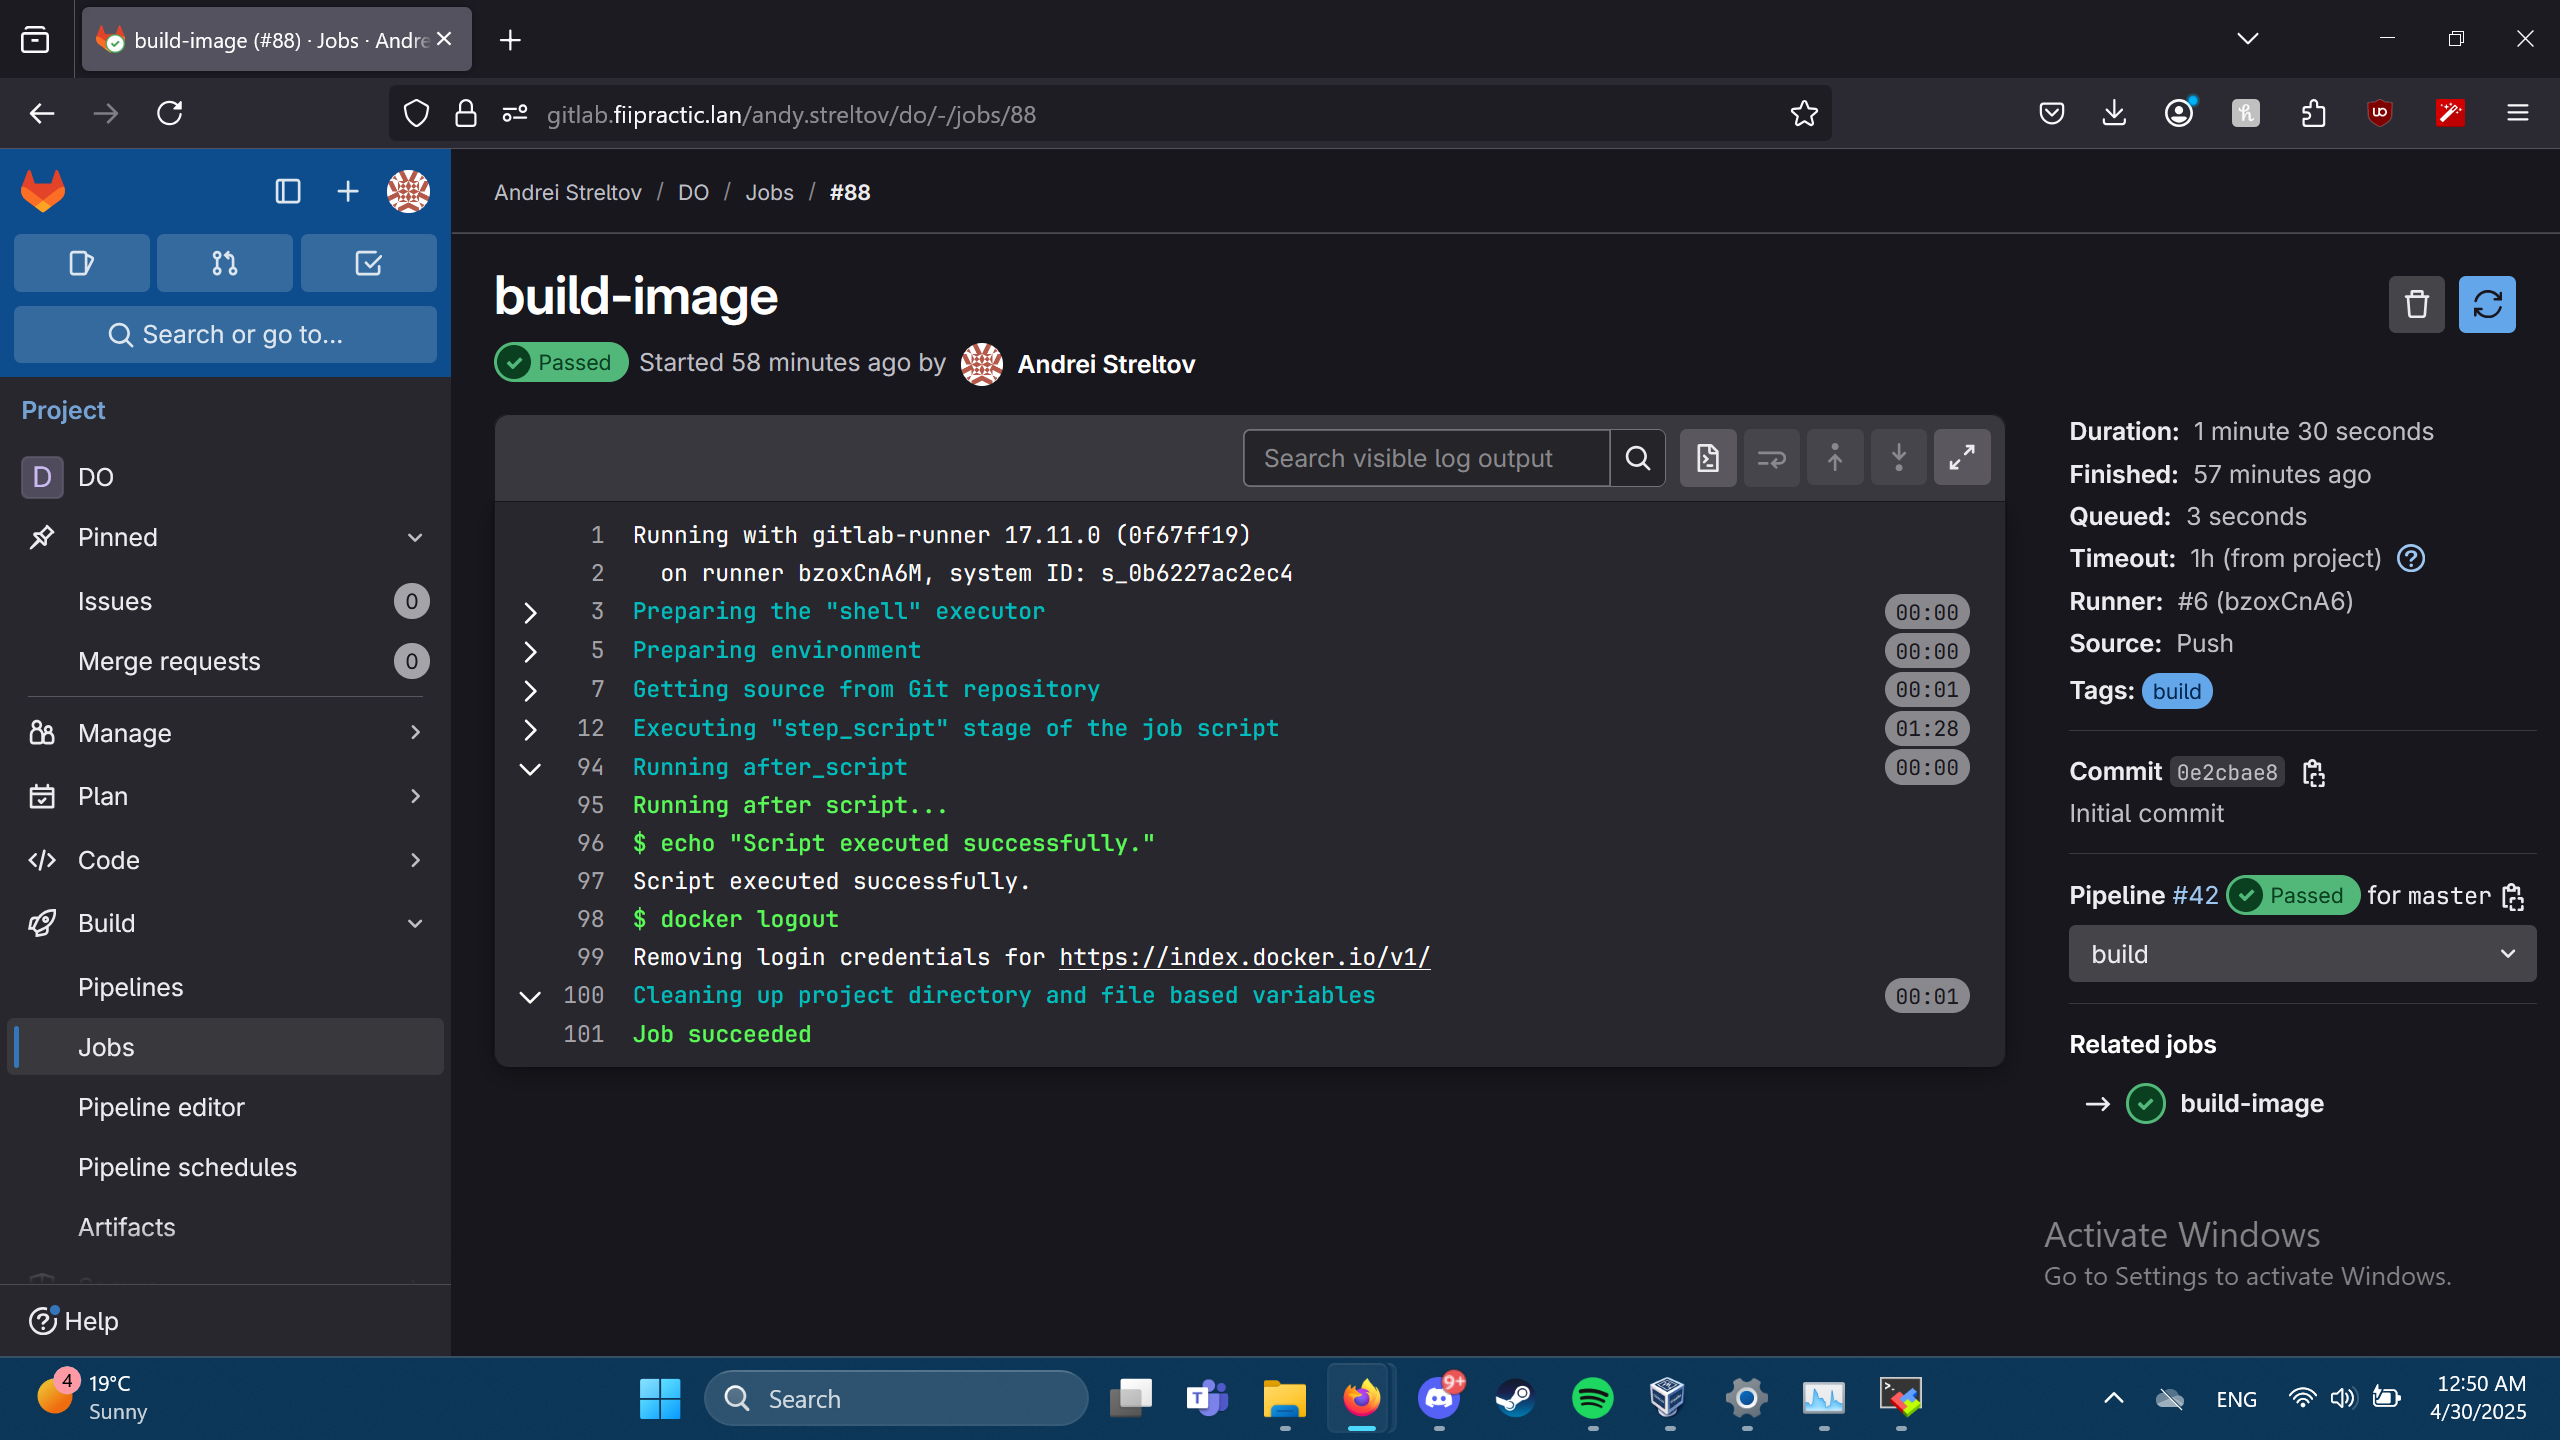 build-image (#88) · Jobs · Andre
gitlab.fiipractic.lan/andy.streltov/do/-/jobs/88
Search or go to...
Project
D DO
Pinned
Issues 0
Merge requests 0
Manage
Plan
Code
Build
Pipelines
Jobs
Pipeline editor
Pipeline schedules
Artifacts
Help
Andrei Streltov / DO / Jobs / #88
build-image
Passed Started 58 minutes ago by Andrei Streltov
Search visible log output
1 Running with gitlab-runner 17.11.0 (0f67ff19)
2 on runner bzoxCnA6M, system ID: s_0b6227ac2ec4
3 Preparing the "shell" executor 00:00
5 Preparing environment 00:00
7 Getting source from Git repository 00:01
12 Executing "step_script" stage of the job script 01:28
94 Running after_script 00:00
95 Running after script...
96 $ echo "Script executed successfully."
97 Script executed successfully.
98 $ docker logout
99 Removing login credentials for https://index.docker.io/v1/
100 Cleaning up project directory and file based variables 00:01
101 Job succeeded
Duration: 1 minute 30 seconds
Finished: 57 minutes ago
Queued: 3 seconds
Timeout: 1h (from project)
Runner: #6 (bzoxCnA6)
Source: Push
Tags: build
Commit 0e2cbae8
Initial commit
Pipeline #42 Passed for master
build
Related jobs
build-image
Activate Windows
Go to Settings to activate Windows.
4
19°C
Sunny
Search
9+
ENG
12:50 AM
4/30/2025